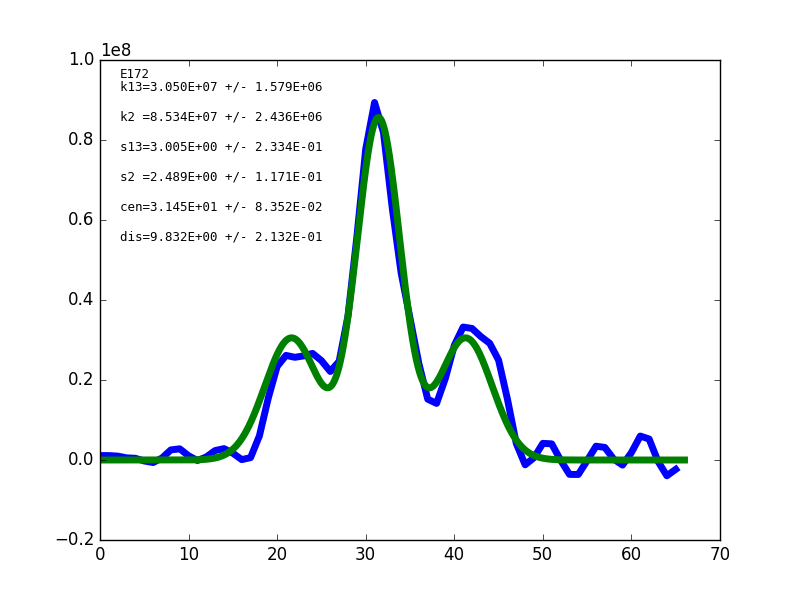 1e8
1.0
E172
k13=3.050E+07 +/- 1.579E+06
k2 =8.534E+07 +/- 2.436E+06
0.8
s13=3.005E+00 +/- 2.334E-01
s2 =2.489E+00 +/- 1.171E-01
cen=3.145E+01 +/- 8.352E-02
0.6
dis=9.832E+00 +/- 2.132E-01
0.4
0.2
0.0
−0.2
0 10 20 30 40 50 60 70